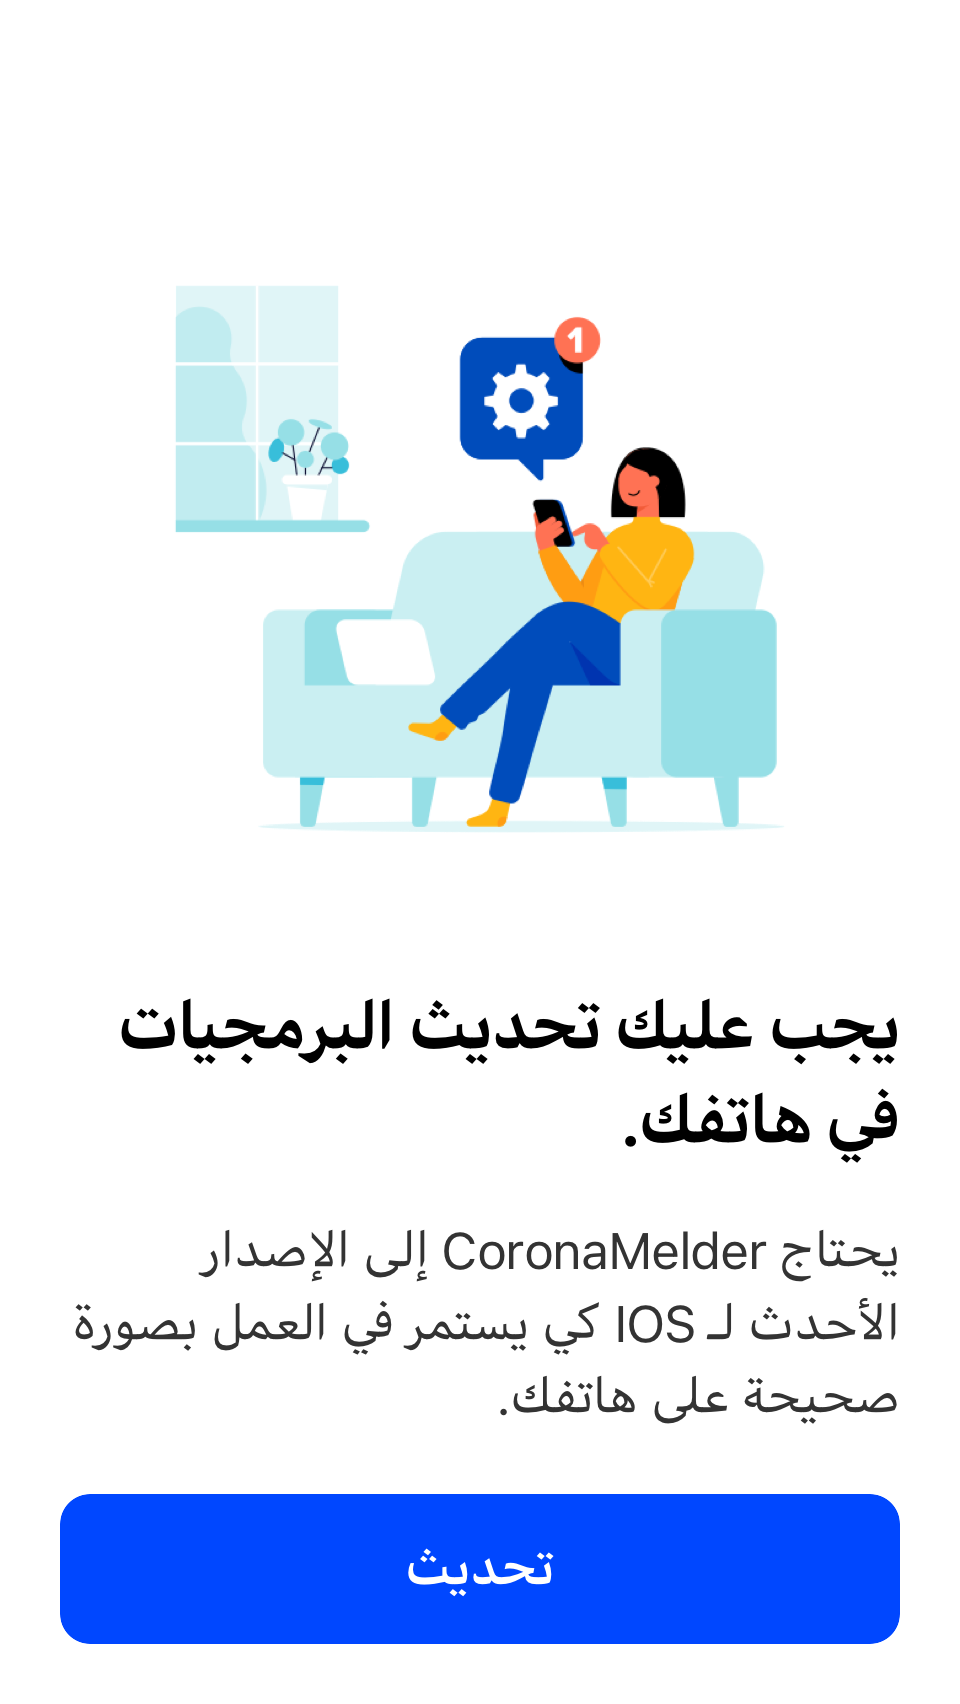 1
يجب عليك تحديث البرمجيات
في هاتفك.
يحتاج CoronaMelder إلى الإصدار
الأحدث لـ IOS كي يستمر في العمل بصورة
صحيحة على هاتفك.
تحديث